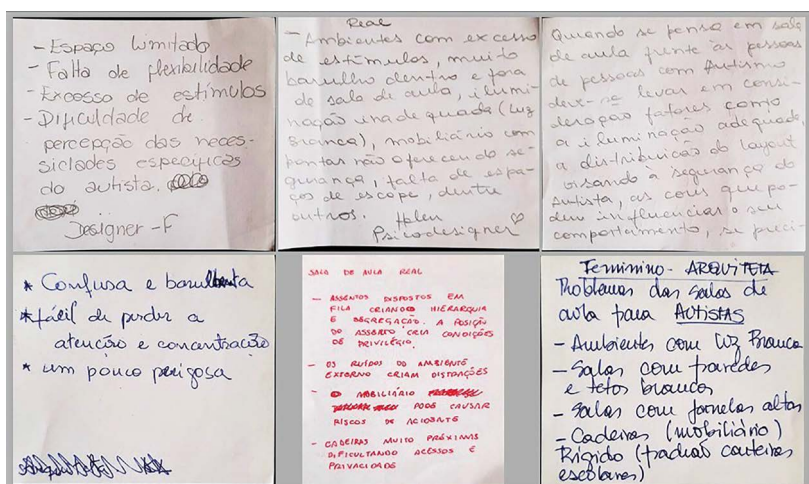 - Espaço Limitado
- Falta de flexibilidade
- Excesso de estímulos
- Dificuldade de
percepção das neces-
sidades especificas
do autista.
Designer - F
Real
- Ambientes com excesso
de estímulos, muito
barulho dentro e fora
de sala de aula, ilumi-
nação inadequada (Luz
Branca), mobiliário com
pontas não oferecendo se-
gurança, falta de espa-
ços de escape, dentre
outros.
Helen
Psicodesigner
Quando se pensa em sala
de aula frente às pessoas
de pessoas com Autismo
deve-se levar em consi-
deração fatores como
a iluminação adequada,
a distribuição do layout
visando a segurança do
autista, as cores que po-
dem influenciar o seu
comportamento, se preci-
* Confusa e barulhenta
* fácil de perder a
atenção e concentração
* um pouco perigosa
SALA DE AULA REAL
- ASSENTOS DISPOSTOS EM
FILA CRIANDO HIERARQUIA
E SEGREGAÇÃO. A POSIÇÃO
DO ASSENTO CRIA CONDIÇÕES
DE PRIVILÉGIO.
- OS RUÍDOS DO AMBIENTE
EXTERNO CRIAM DISTRAÇÕES
- O MOBILIÁRIO
PODE CAUSAR
RISCOS DE ACIDENTE
- CADEIRAS MUITO PRÓXIMAS
DIFICULTANDO ACESSOS E
PRIVACIDADE
Feminino - ARQUITETA
Problemas das salas de
aula para AUTISTAS
- Ambientes com Luz Branca
- Salas com paredes
e tetos brancos
- Salas com janelas altas
- Cadeiras (mobiliário)
Rígido (padrão carteiras
escolares)